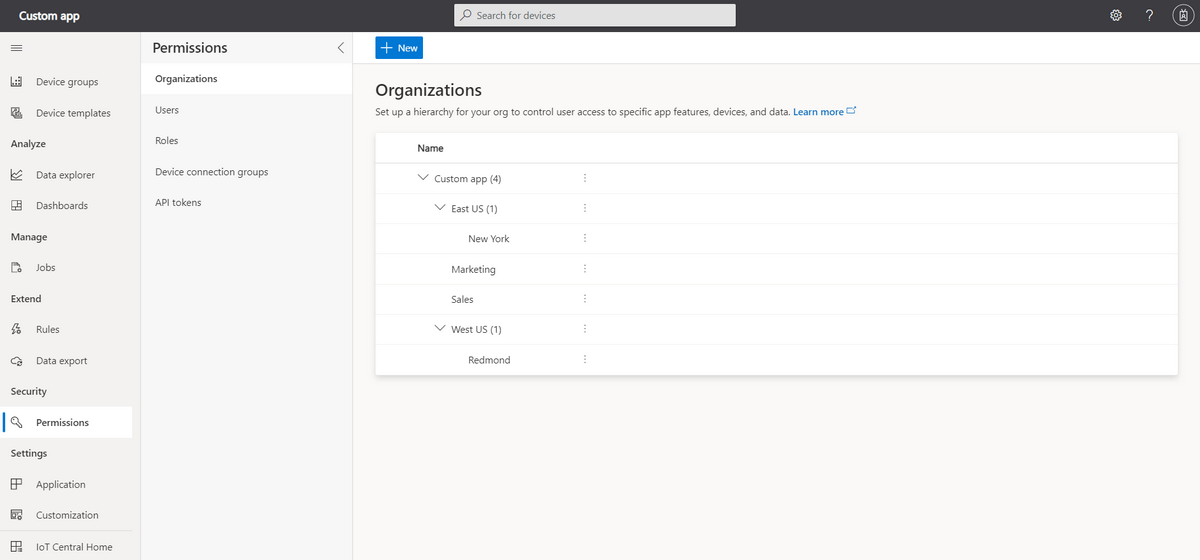 Custom app
Search for devices
?
Device groups
Device templates
Analyze
Data explorer
Dashboards
Manage
Jobs
Extend
Rules
Data export
Security
Permissions
Settings
Application
Customization
IoT Central Home
Permissions
Organizations
Users
Roles
Device connection groups
API tokens
New
Organizations
Set up a hierarchy for your org to control user access to specific app features, devices, and data. Learn more
Name
Custom app (4)
East US (1)
New York
Marketing
Sales
West US (1)
Redmond